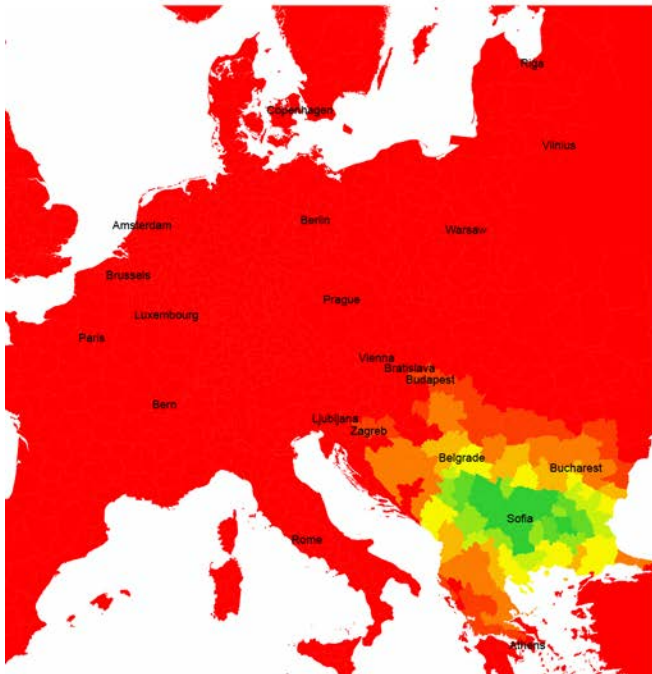 Riga
Copenhagen
Vilnius
Amsterdam
Berlin
Warsaw
Brussels
Prague
Luxembourg
Paris
Vienna
Bratislava
Budapest
Bern
Ljubljana
Zagreb
Belgrade
Bucharest
Sofia
Rome
Athens